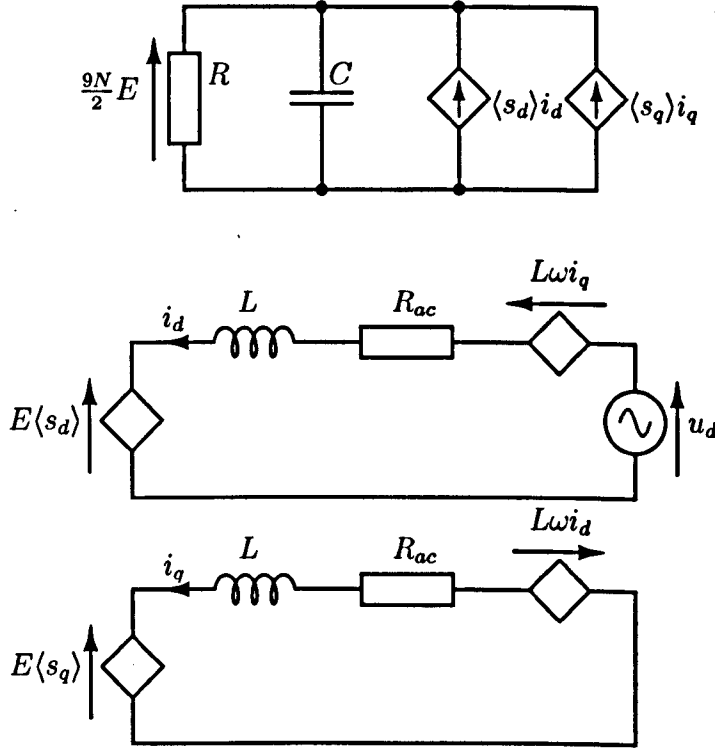 9N/2 E
R
C
⟨s_d⟩i_d
⟨s_q⟩i_q
Lωi_q
i_d
L
R_ac
E⟨s_d⟩
u_d
Lωi_d
i_q
L
R_ac
E⟨s_q⟩